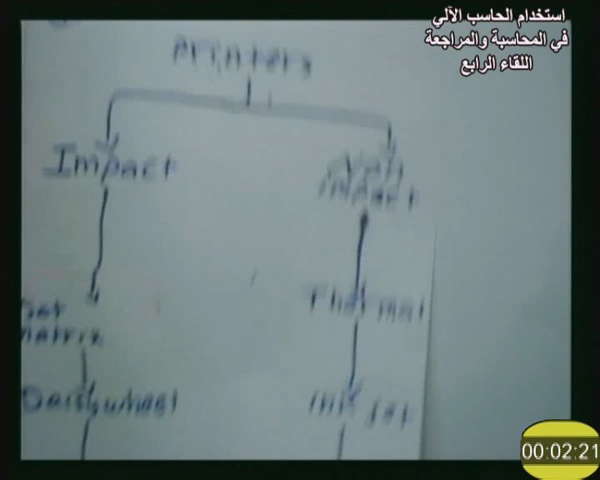 استخدام الحاسب الآلي
في المحاسبة والمراجعة
اللقاء الرابع
Printers
Impact
Non
impact
Dot
matrix
Thermal
Daisywheel
Ink jet
00:02:21